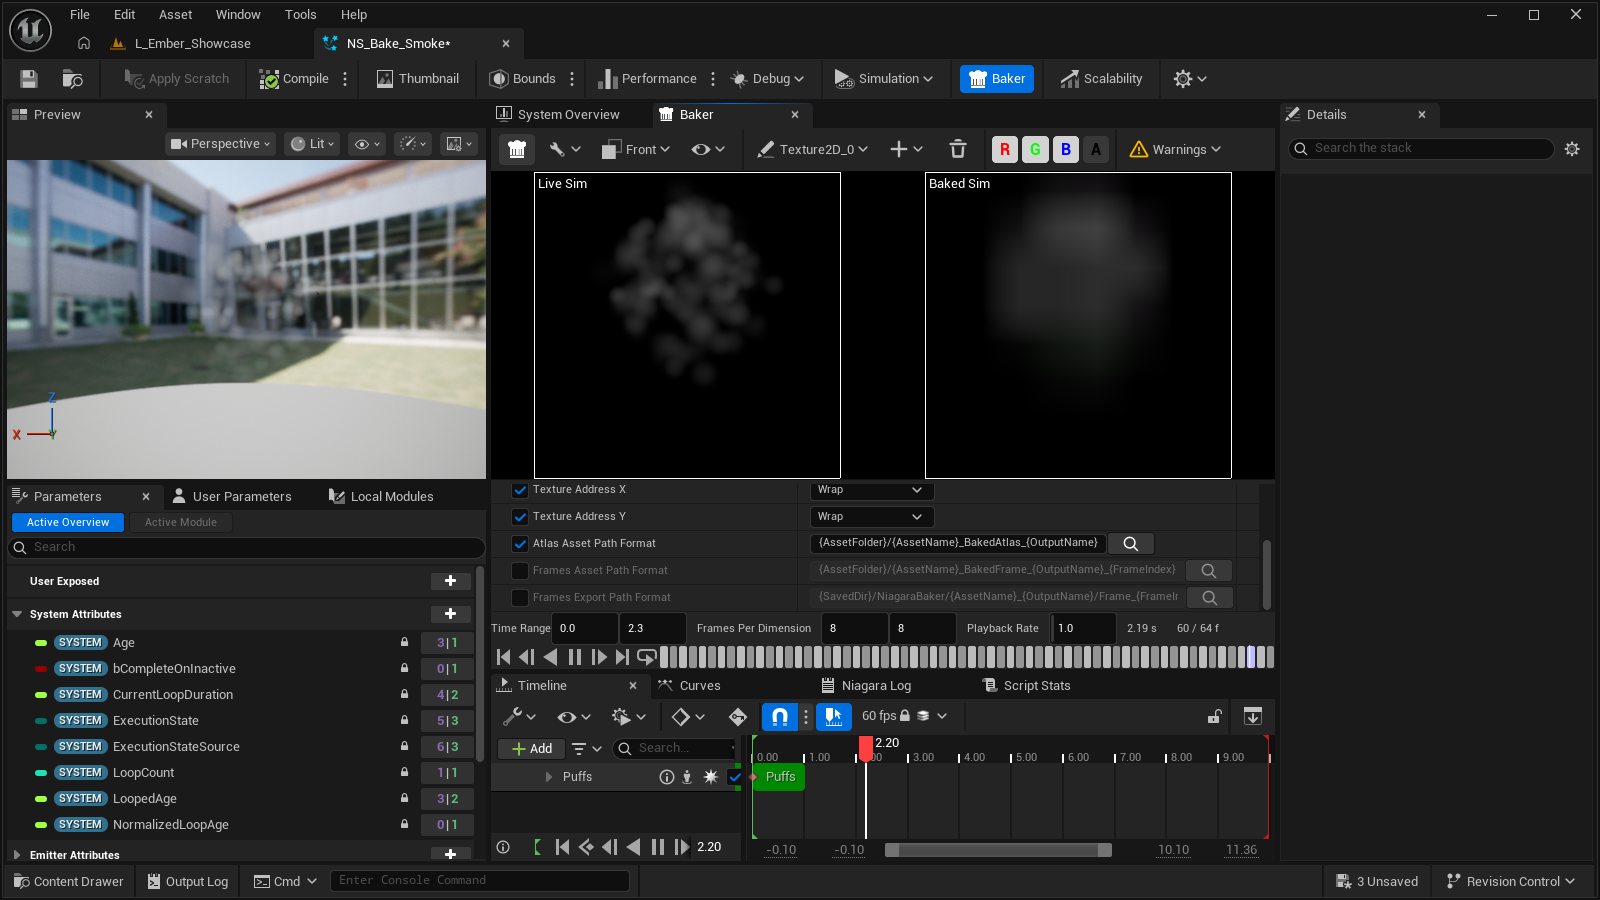 File Edit Asset Window Tools Help
L_Ember_Showcase
NS_Bake_Smoke*
Apply Scratch
Compile
Thumbnail
Bounds
Performance
Debug
Simulation
Baker
Scalability
Preview
Perspective
Lit
System Overview
Baker
Front
Texture2D_0
R G B A
Warnings
Details
Search the stack
Live Sim
Baked Sim
Z
X
Y
Parameters
User Parameters
Local Modules
Active Overview
Active Module
Search
User Exposed
System Attributes
SYSTEM Age 3|1
SYSTEM bCompleteOnInactive 0|1
SYSTEM CurrentLoopDuration 4|2
SYSTEM ExecutionState 5|3
SYSTEM ExecutionStateSource 6|3
SYSTEM LoopCount 1|1
SYSTEM LoopedAge 3|2
SYSTEM NormalizedLoopAge 0|1
Emitter Attributes
Texture Address X Wrap
Texture Address Y Wrap
Atlas Asset Path Format {AssetFolder}/{AssetName}_BakedAtlas_{OutputName}
Frames Asset Path Format {AssetFolder}/{AssetName}_BakedFrame_{OutputName}_{FrameIndex}
Frames Export Path Format {SavedDir}/NiagaraBaker/{AssetName}_{OutputName}/Frame_{FrameIr
Time Range 0.0 2.3 Frames Per Dimension 8 8 Playback Rate 1.0 2.19 s 60 / 64 f
Timeline
Curves
Niagara Log
Script Stats
60 fps
Add
Search...
2.20
0.00 1.00 3.00 4.00 5.00 6.00 7.00 8.00 9.00
Puffs
Puffs
2.20
-0.10 -0.10 10.10 11.36
Content Drawer
Output Log
Cmd
Enter Console Command
3 Unsaved
Revision Control